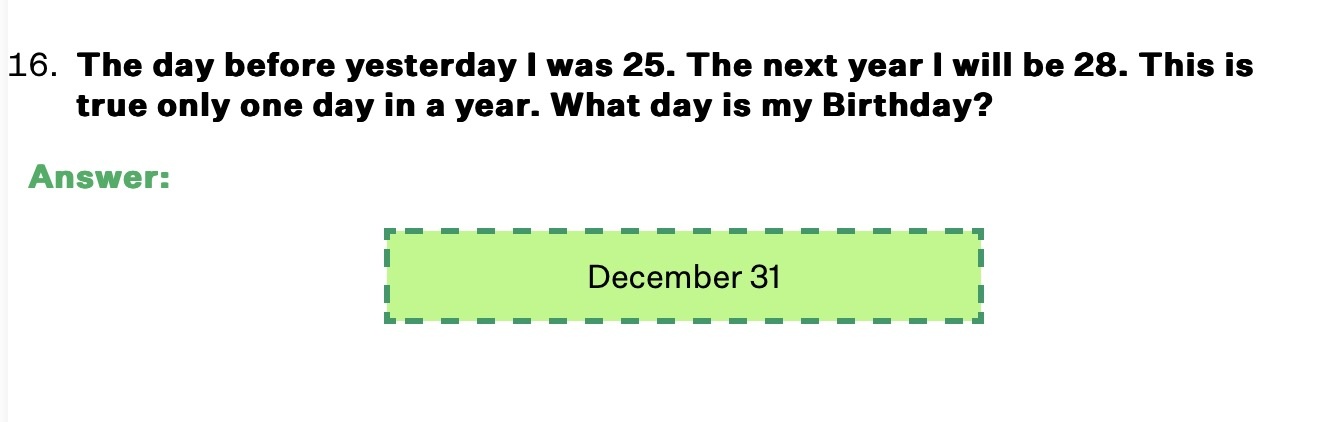 16. The day before yesterday I was 25. The next year I will be 28. This is
true only one day in a year. What day is my Birthday?
Answer:
December 31